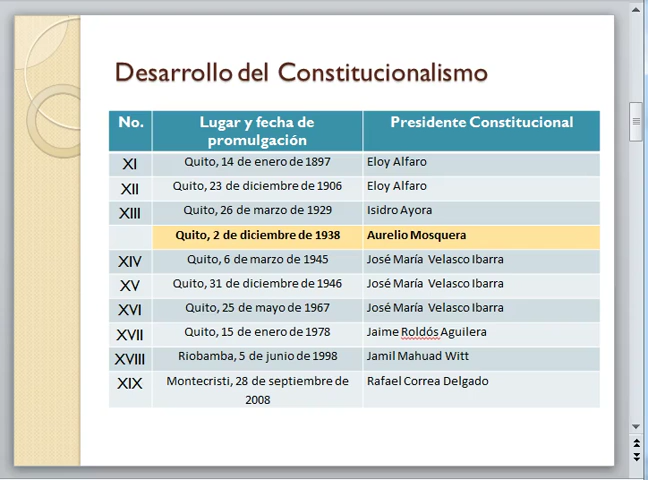 Desarrollo del Constitucionalismo
No. Lugar y fecha de promulgación Presidente Constitucional
XI Quito, 14 de enero de 1897 Eloy Alfaro
XII Quito, 23 de diciembre de 1906 Eloy Alfaro
XIII Quito, 26 de marzo de 1929 Isidro Ayora
Quito, 2 de diciembre de 1938 Aurelio Mosquera
XIV Quito, 6 de marzo de 1945 José María Velasco Ibarra
XV Quito, 31 de diciembre de 1946 José María Velasco Ibarra
XVI Quito, 25 de mayo de 1967 José María Velasco Ibarra
XVII Quito, 15 de enero de 1978 Jaime Roldós Aguilera
XVIII Riobamba, 5 de junio de 1998 Jamil Mahuad Witt
XIX Montecristi, 28 de septiembre de 2008 Rafael Correa Delgado